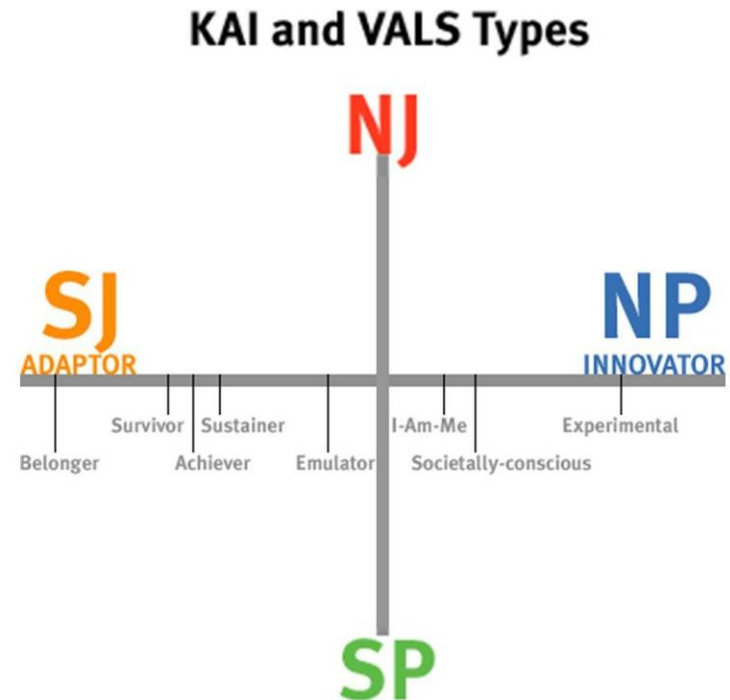 KAI and VALS Types
NJ
SJ
NP
ADAPTOR
INNOVATOR
Survivor Sustainer I-Am-Me Experimental
Belonger Achiever Emulator Societally-conscious
SP